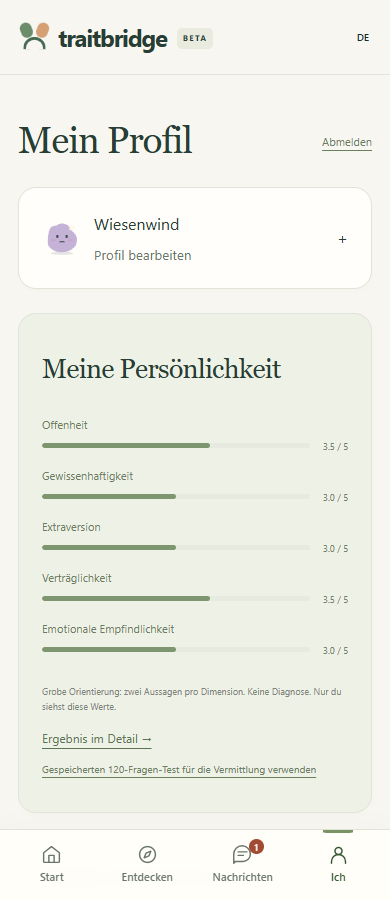 traitbridge BETA DE
Mein Profil
Abmelden
Wiesenwind
Profil bearbeiten
+
Meine Persönlichkeit
Offenheit
3.5 / 5
Gewissenhaftigkeit
3.0 / 5
Extraversion
3.0 / 5
Verträglichkeit
3.5 / 5
Emotionale Empfindlichkeit
3.0 / 5
Grobe Orientierung: zwei Aussagen pro Dimension. Keine Diagnose. Nur du
siehst diese Werte.
Ergebnis im Detail →
Gespeicherten 120-Fragen-Test für die Vermittlung verwenden
1
Start Entdecken Nachrichten Ich